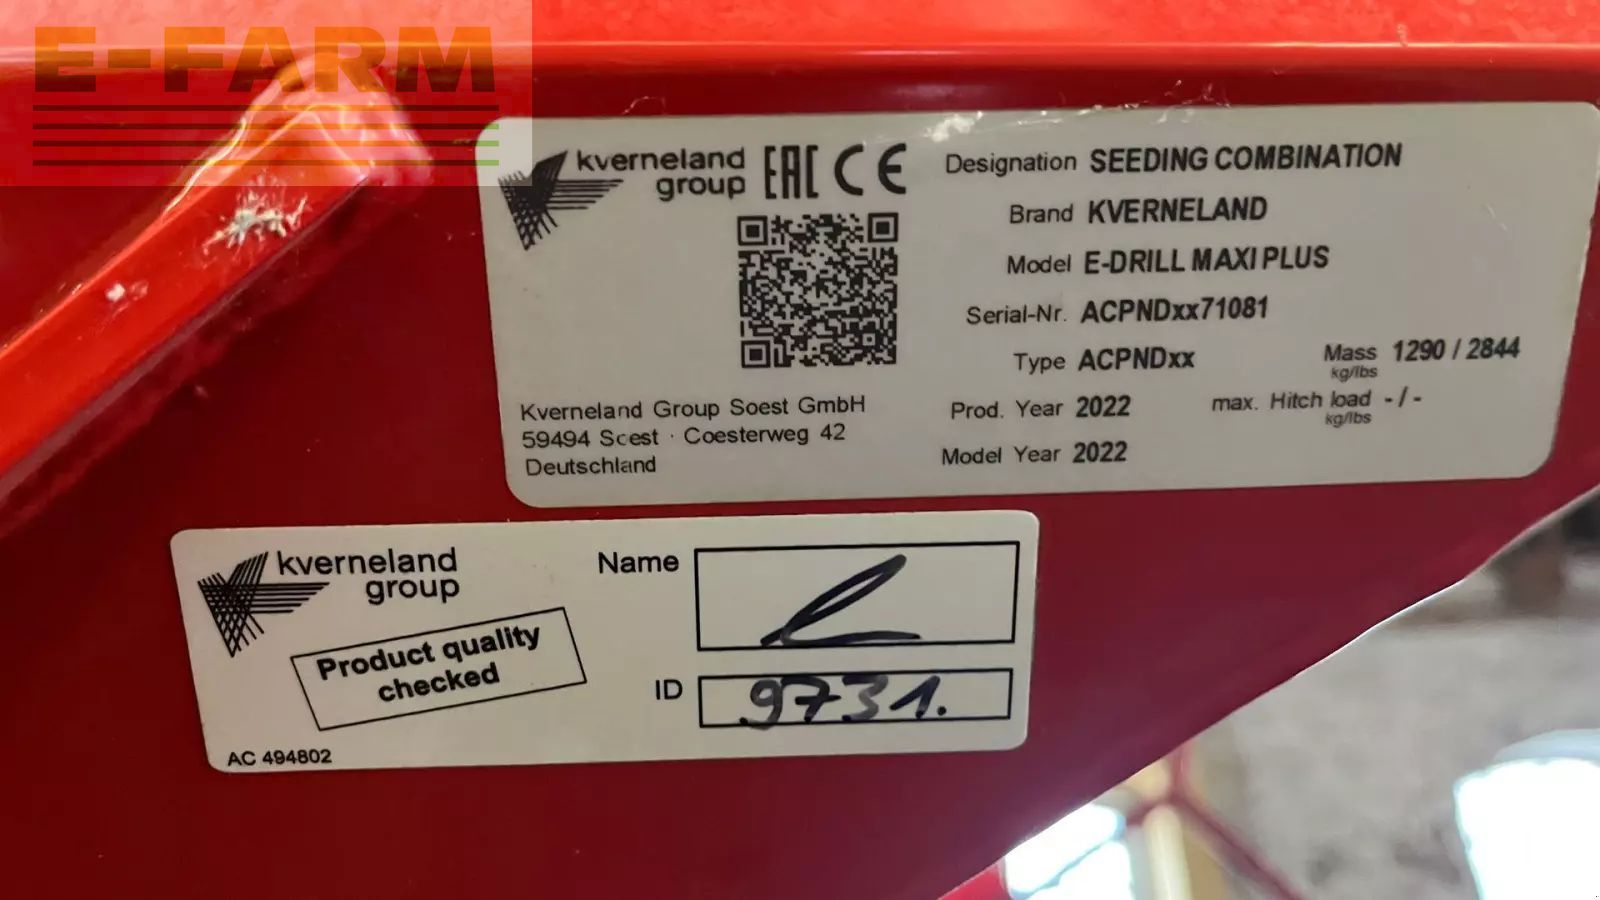 E-FARM
kverneland
group
EAC CE
Designation SEEDING COMBINATION
Brand KVERNELAND
Model E-DRILL MAXI PLUS
Serial-Nr. ACPNDxx71081
Type ACPNDxx
Mass 1290 / 2844
kg/lbs
Prod. Year 2022
max. Hitch load - / -
kg/lbs
Model Year 2022
Kverneland Group Soest GmbH
59494 Soest · Coesterweg 42
Deutschland
kverneland
group
Product quality
checked
AC 494802
Name
ID 9731.